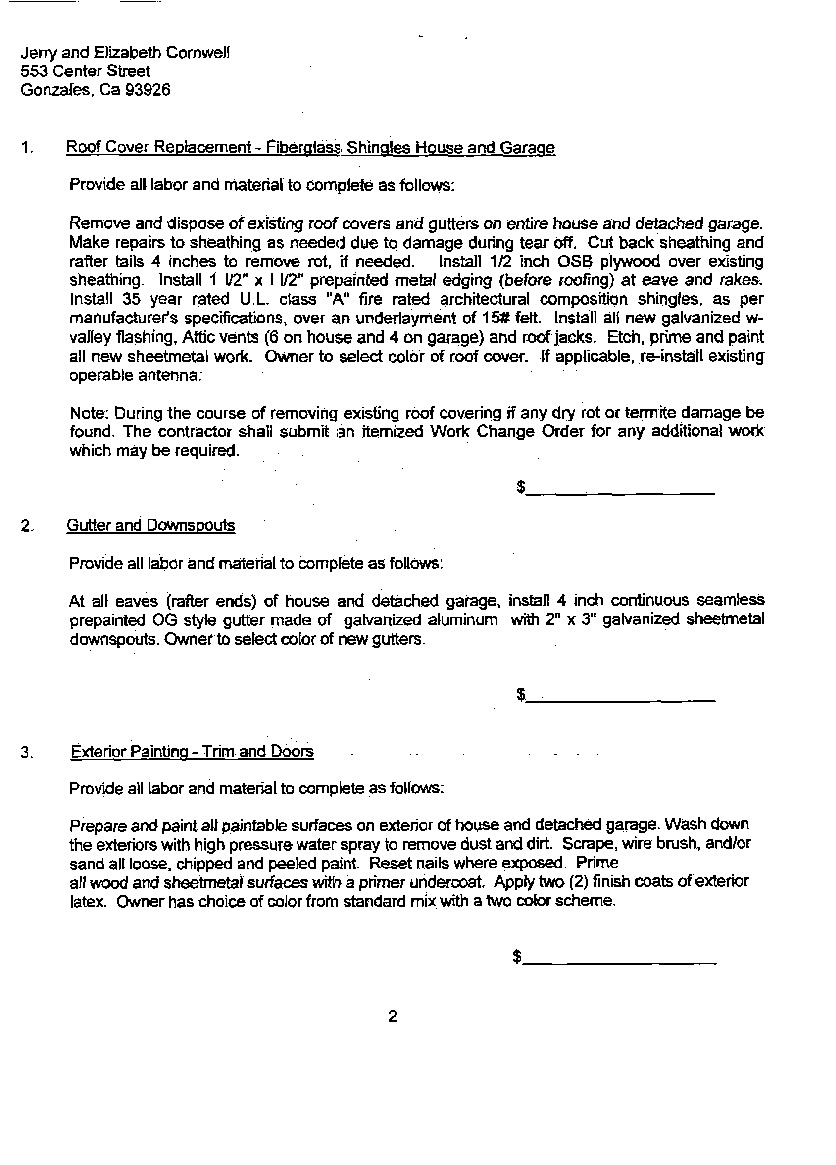 Jerry and Elizabeth Cornwell
553 Center Street
Gonzales, Ca 93926
1. Roof Cover Replacement - Fiberglass Shingles House and Garage
Provide all labor and material to complete as follows:
Remove and dispose of existing roof covers and gutters on entire house and detached garage.
Make repairs to sheathing as needed due to damage during tear off. Cut back sheathing and
rafter tails 4 inches to remove rot, if needed. Install 1/2 inch OSB plywood over existing
sheathing. Install 1 1/2" x 1 1/2" prepainted metal edging (before roofing) at eave and rakes.
Install 35 year rated U.L. class "A" fire rated architectural composition shingles, as per
manufacturer's specifications, over an underlayment of 15# felt. Install all new galvanized w-
valley flashing, Attic vents (6 on house and 4 on garage) and roof jacks. Etch, prime and paint
all new sheetmetal work. Owner to select color of roof cover. If applicable, re-install existing
operable antenna.
Note: During the course of removing existing roof covering if any dry rot or termite damage be
found. The contractor shall submit an itemized Work Change Order for any additional work
which may be required.
$
2. Gutter and Downspouts
Provide all labor and material to complete as follows:
At all eaves (rafter ends) of house and detached garage, install 4 inch continuous seamless
prepainted OG style gutter made of galvanized aluminum with 2" x 3" galvanized sheetmetal
downspouts. Owner to select color of new gutters.
$
3. Exterior Painting - Trim and Doors
Provide all labor and material to complete as follows:
Prepare and paint all paintable surfaces on exterior of house and detached garage. Wash down
the exteriors with high pressure water spray to remove dust and dirt. Scrape, wire brush, and/or
sand all loose, chipped and peeled paint. Reset nails where exposed. Prime
all wood and sheetmetal surfaces with a primer undercoat. Apply two (2) finish coats of exterior
latex. Owner has choice of color from standard mix with a two color scheme.
$
2